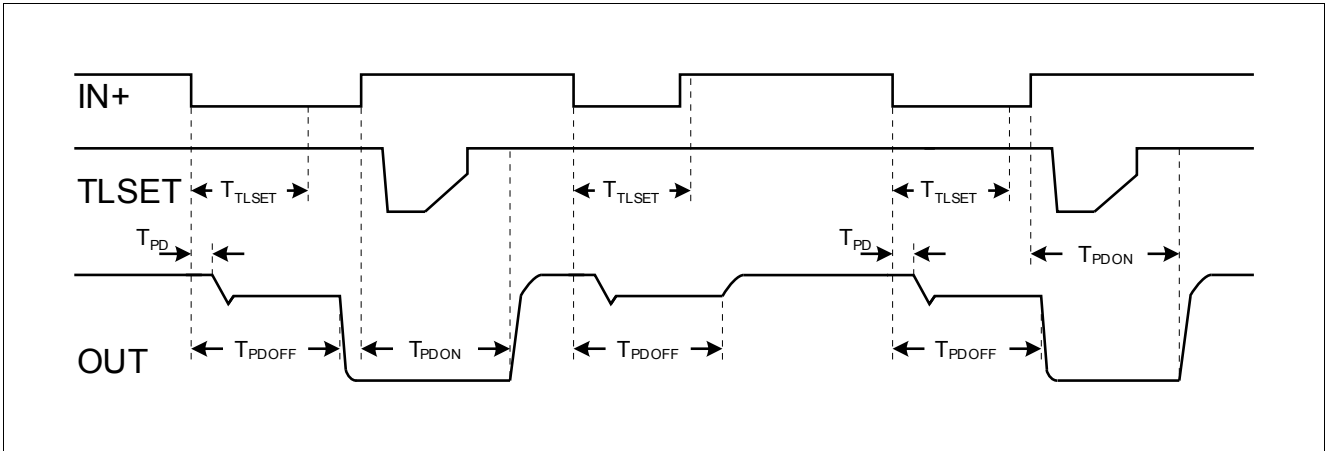 IN+
TLSET
T_TLSET T_TLSET T_TLSET
T_PD T_PD
T_PDON
OUT
T_PDOFF T_PDON T_PDOFF T_PDOFF